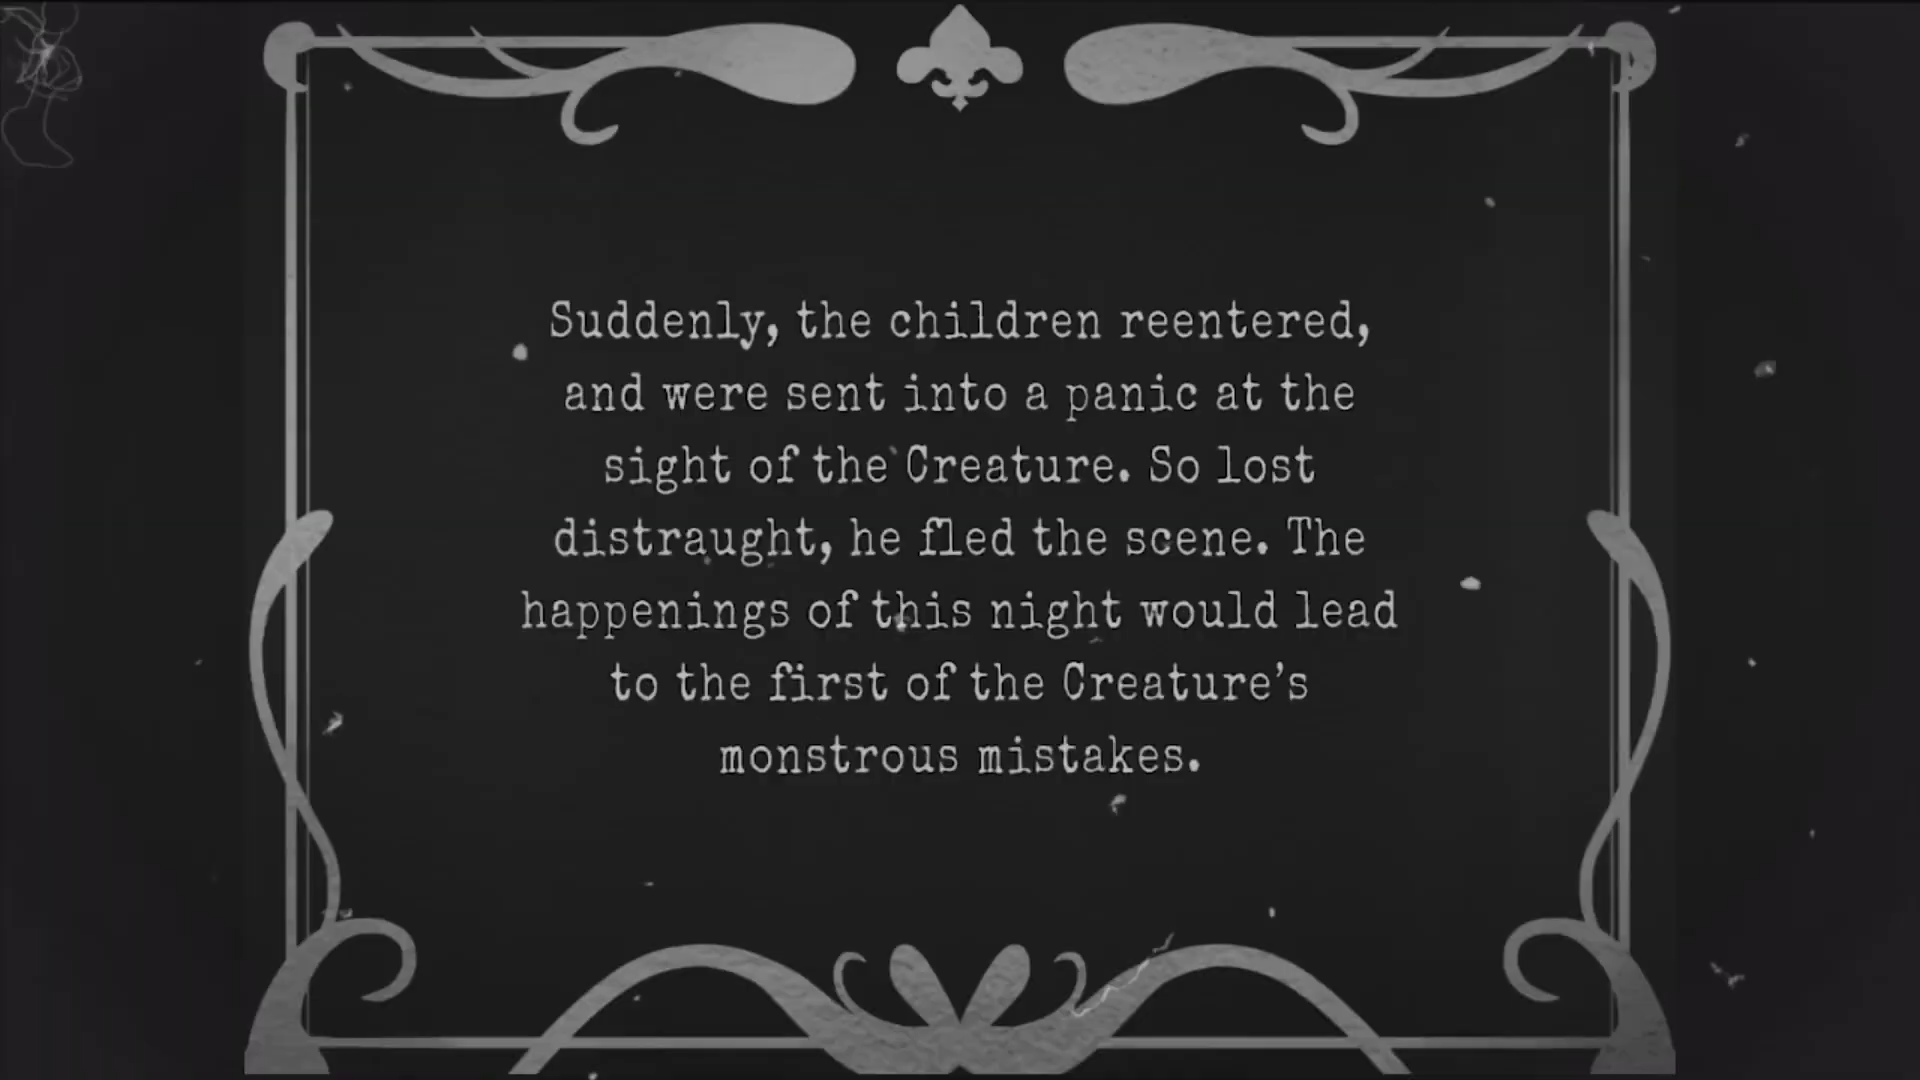 Suddenly, the children reentered,
and were sent into a panic at the
sight of the Creature. So lost
distraught, he fled the scene. The
happenings of this night would lead
to the first of the Creature's
monstrous mistakes.